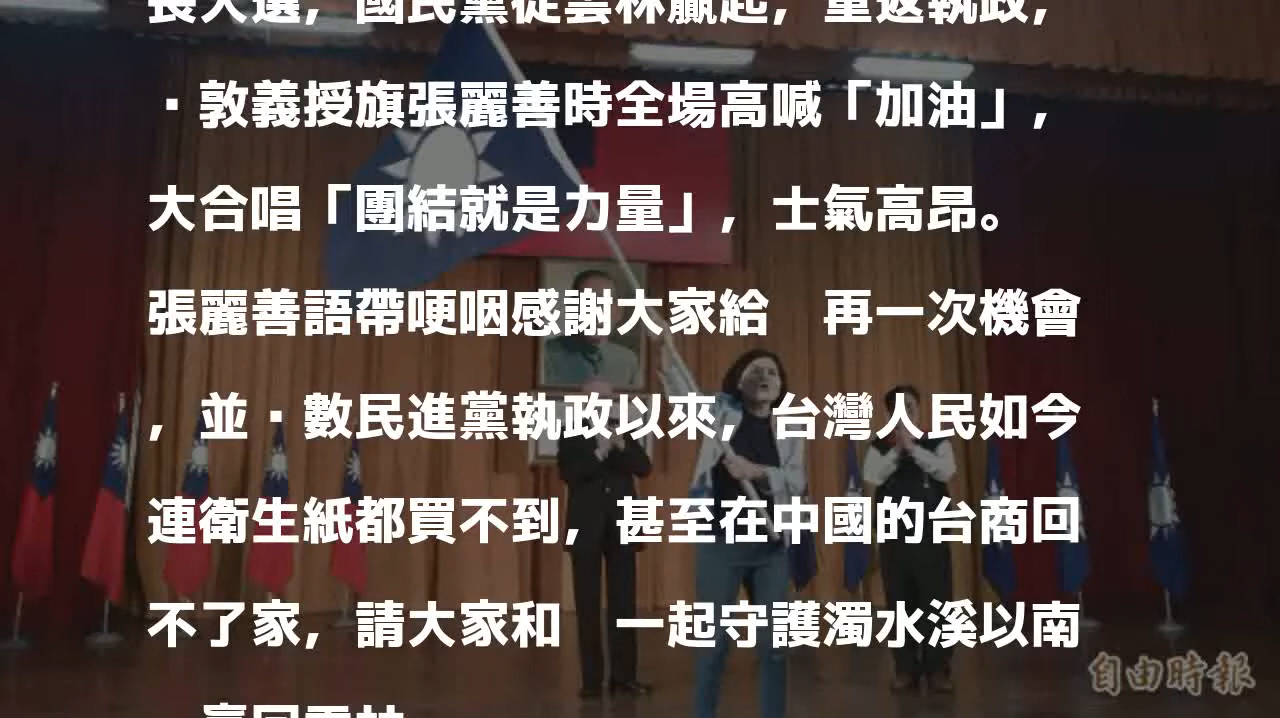 長大選，國民黨從雲林贏起，重返執政，
▪敦義授旗張麗善時全場高喊「加油」，
大合唱「團結就是力量」，士氣高昂。
張麗善語帶哽咽感謝大家給　再一次機會
，並▪數民進黨執政以來，台灣人民如今
連衛生紙都買不到，甚至在中國的台商回
不了家，請大家和　一起守護濁水溪以南
，贏回雲林
自由時報